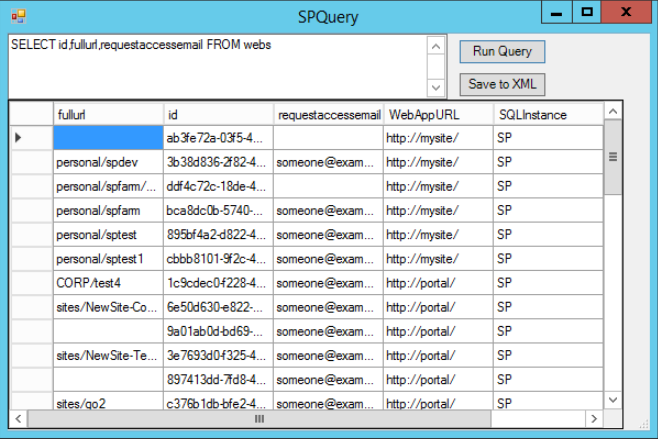 SPQuery
SELECT id,fullurl,requestaccessemail FROM webs
Run Query
Save to XML
fullurl id requestaccessemail WebAppURL SQLInstance
ab3fe72a-03f5-4... http://mysite/ SP
personal/spdev 3b38d836-2f82-4... someone@exam... http://mysite/ SP
personal/spfarm/... ddf4c72c-18de-4... http://mysite/ SP
personal/spfarm bca8dc0b-5740-... someone@exam... http://mysite/ SP
personal/sptest 895bf4a2-d822-4... someone@exam... http://mysite/ SP
personal/sptest1 cbbb8101-9f2c-4... someone@exam... http://mysite/ SP
CORP/test4 1c9cdec0-f228-4... someone@exam... http://portal/ SP
sites/NewSite-Co... 6e50d630-e822-... someone@exam... http://portal/ SP
9a01ab0d-bd69-... someone@exam... http://portal/ SP
sites/NewSite-Te... 3e7693d0-f325-4... someone@exam... http://portal/ SP
897413dd-7fd8-4... someone@exam... http://portal/ SP
sites/go2 c376b1db-bfe2-4... someone@exam... http://portal/ SP